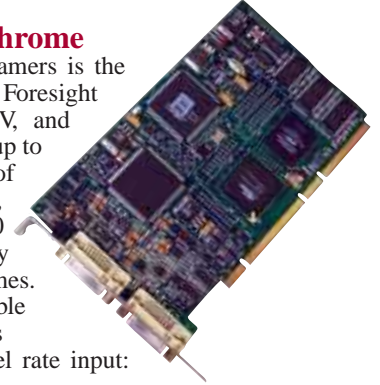 hrome
amers is the
Foresight
V, and
up to
of
0
y
nes.
ble
s
el rate input: